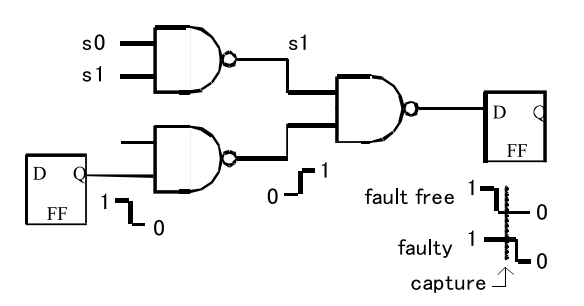 s0
s1
s1
D Q
FF
D Q
FF
1
0
0
1
fault free 1
0
faulty 1
0
capture